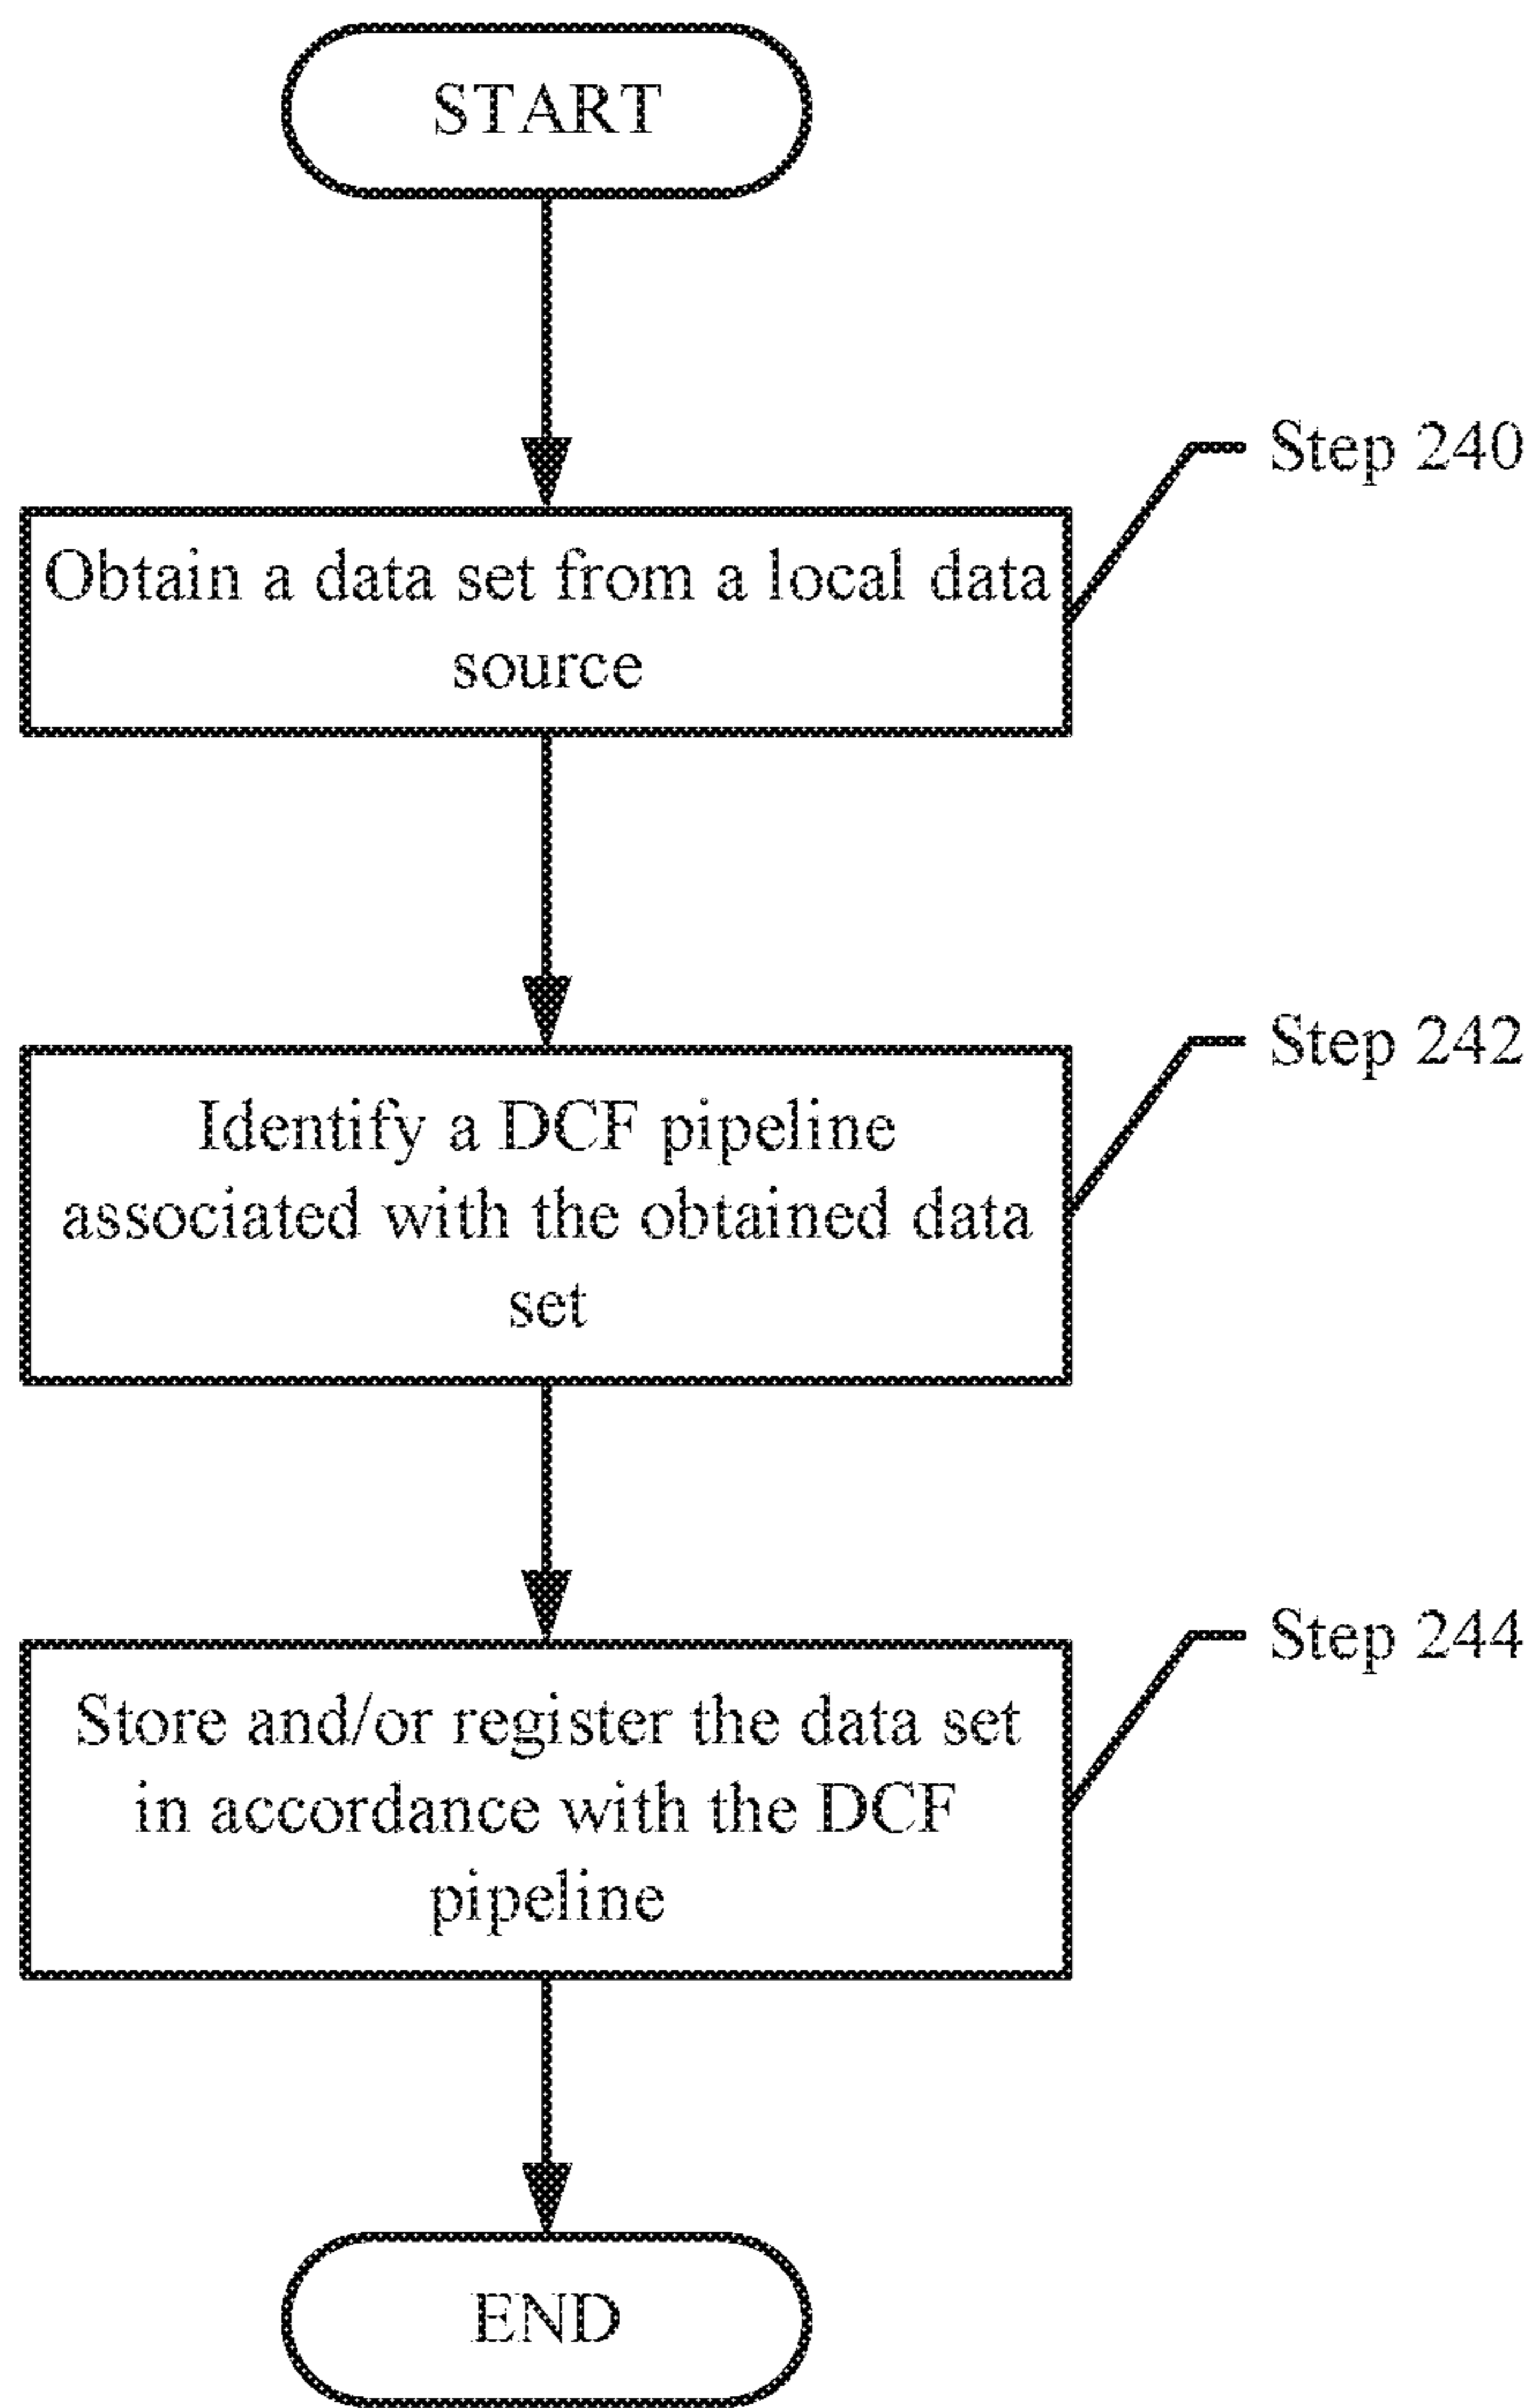 START
Step 240
Obtain a data set from a local data
source
Step 242
Identify a DCF pipeline
associated with the obtained data
set
Step 244
Store and/or register the data set
in accordance with the DCF
pipeline
END